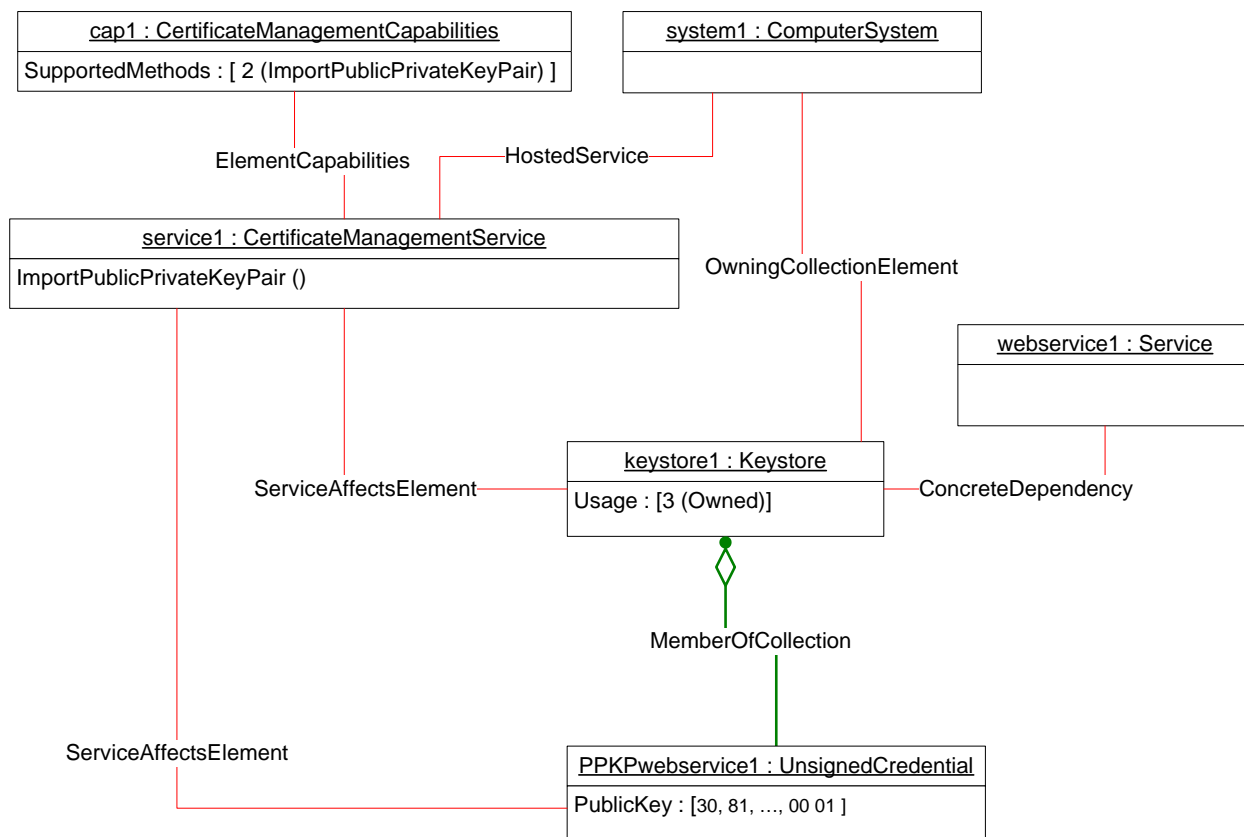 cap1 : CertificateManagementCapabilities
SupportedMethods : [ 2 (ImportPublicPrivateKeyPair) ]
system1 : ComputerSystem
ElementCapabilities
HostedService
service1 : CertificateManagementService
ImportPublicPrivateKeyPair ()
OwningCollectionElement
webservice1 : Service
keystore1 : Keystore
Usage : [3 (Owned)]
ServiceAffectsElement
ConcreteDependency
MemberOfCollection
ServiceAffectsElement
PPKPwebservice1 : UnsignedCredential
PublicKey : [30, 81, ..., 00 01 ]